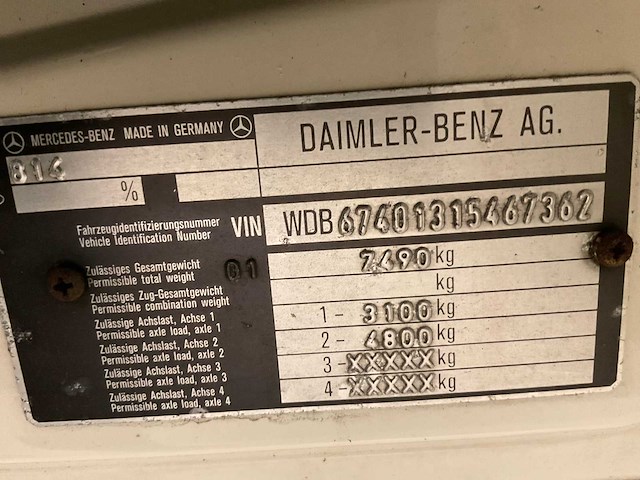 MERCEDES-BENZ MADE IN GERMANY
DAIMLER-BENZ AG.
814
%
Fahrzeugidentifizierungsnummer
Vehicle Identification Number
VIN WDB67401315467362
Zulässiges Gesamtgewicht
Permissible total weight
01 7490 kg
Zulässiges Zug-Gesamtgewicht
Permissible combination weight
kg
Zulässige Achslast, Achse 1
Permissible axle load, axle 1
1 - 3100 kg
Zulässige Achslast, Achse 2
Permissible axle load, axle 2
2 - 4800 kg
Zulässige Achslast, Achse 3
Permissible axle load, axle 3
3 - XXXXX kg
Zulässige Achslast, Achse 4
Permissible axle load, axle 4
4 - XXXXX kg